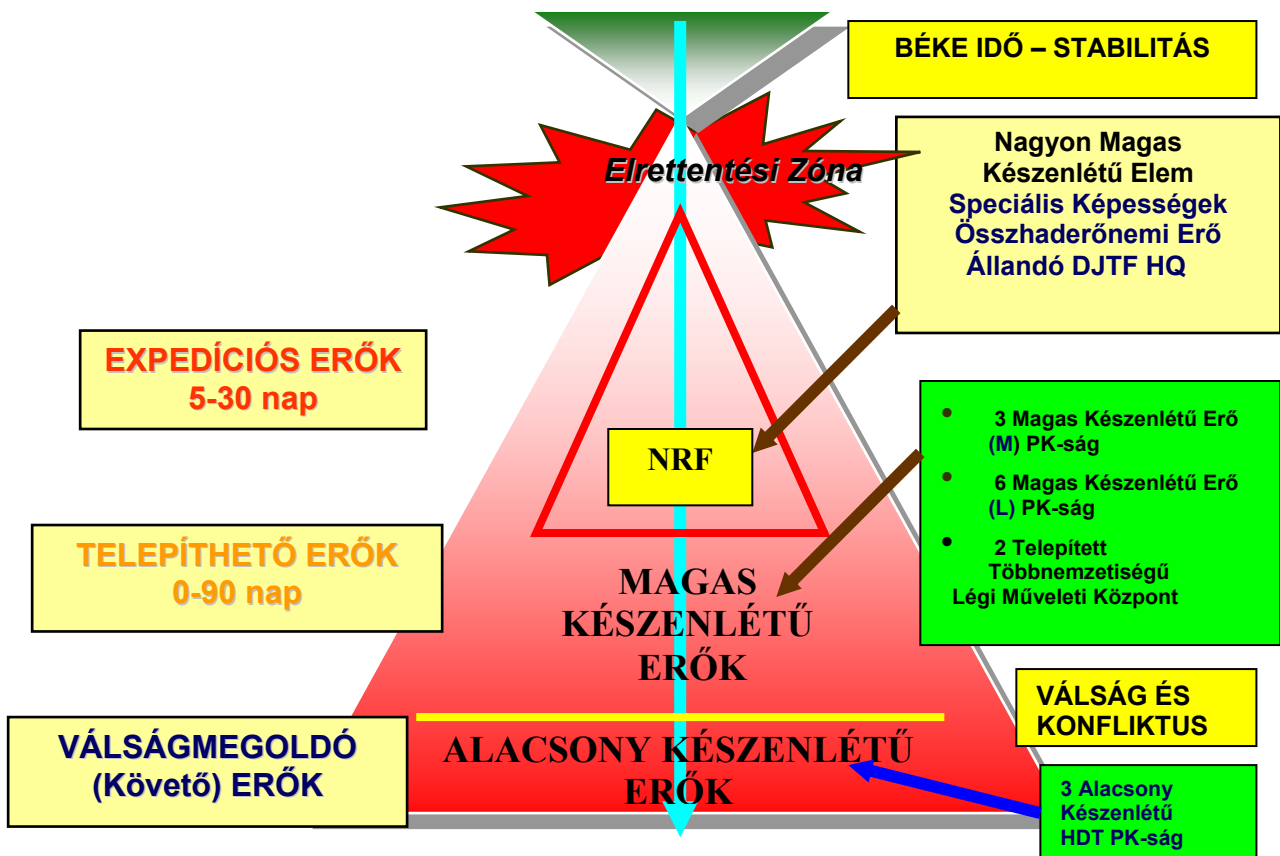 BÉKE IDŐ – STABILITÁS
Elrettentési Zóna
Nagyon Magas
Készenlétű Elem
Speciális Képességek
Összhaderőnemi Erő
Állandó DJTF HQ
EXPEDÍCIÓS ERŐK
5-30 nap
NRF
• 3 Magas Készenlétű Erő
(M) PK-ság
• 6 Magas Készenlétű Erő
(L) PK-ság
• 2 Telepített
Többnemzetiségű
Légi Műveleti Központ
TELEPÍTHETŐ ERŐK
0-90 nap
MAGAS
KÉSZENLÉTŰ
ERŐK
VÁLSÁG ÉS
KONFLIKTUS
VÁLSÁGMEGOLDÓ
(Követő) ERŐK
ALACSONY KÉSZENLÉTŰ
ERŐK
3 Alacsony
Készenlétű
HDT PK-ság